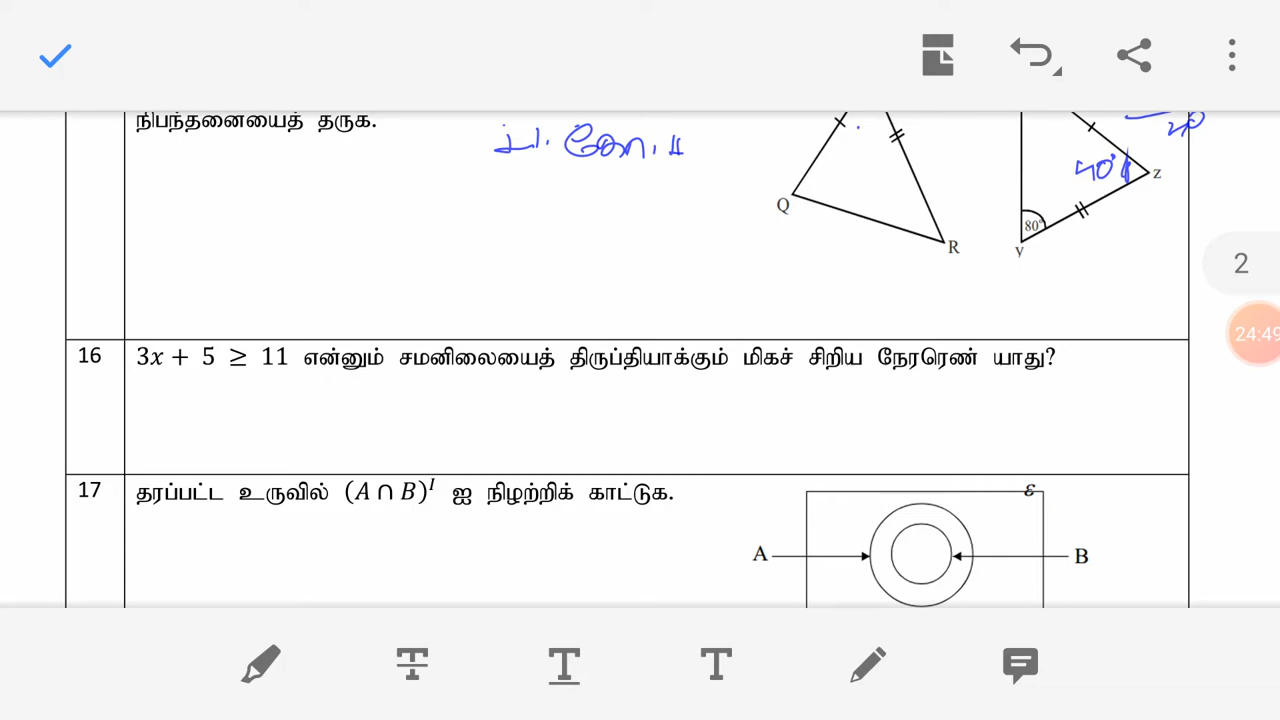 நிபந்தனையைத் தருக.
ப. கோ. ப
Q
R
80°
40°
Y
Z
2
24:49
16 3x + 5 ≥ 11 என்னும் சமனிலையைத் திருப்தியாக்கும் மிகச் சிறிய நேரரெண் யாது?
17 தரப்பட்ட உருவில் (A ∩ B)ᴵ ஐ நிழற்றிக் காட்டுக.
ε
A
B